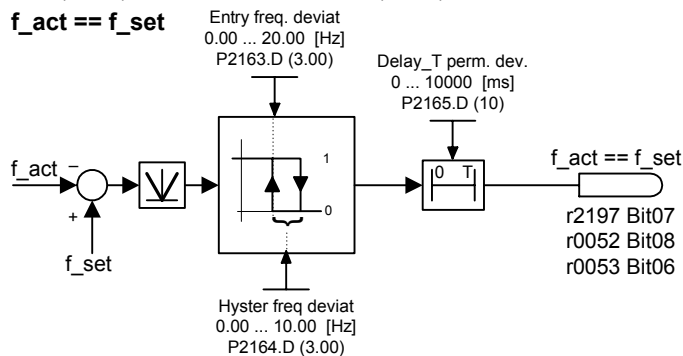 f_act == f_set
Entry freq. deviat
0.00 ... 20.00 [Hz]
P2163.D (3.00)
Delay_T perm. dev.
0 ... 10000 [ms]
P2165.D (10)
f_act
–
+
f_set
1
0
0 T
f_act == f_set
r2197 Bit07
r0052 Bit08
r0053 Bit06
Hyster freq deviat
0.00 ... 10.00 [Hz]
P2164.D (3.00)